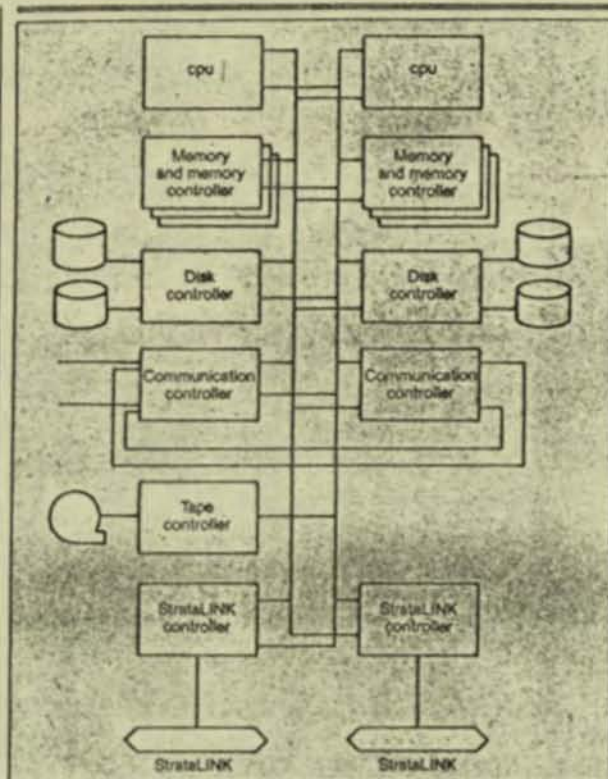 cpu
cpu
Memory
and memory
controller
Memory
and memory
controller
Disk
controller
Disk
controller
Communication
controller
Communication
controller
Tape
controller
StrataLINK
controller
StrataLINK
controller
StrataLINK
StrataLINK